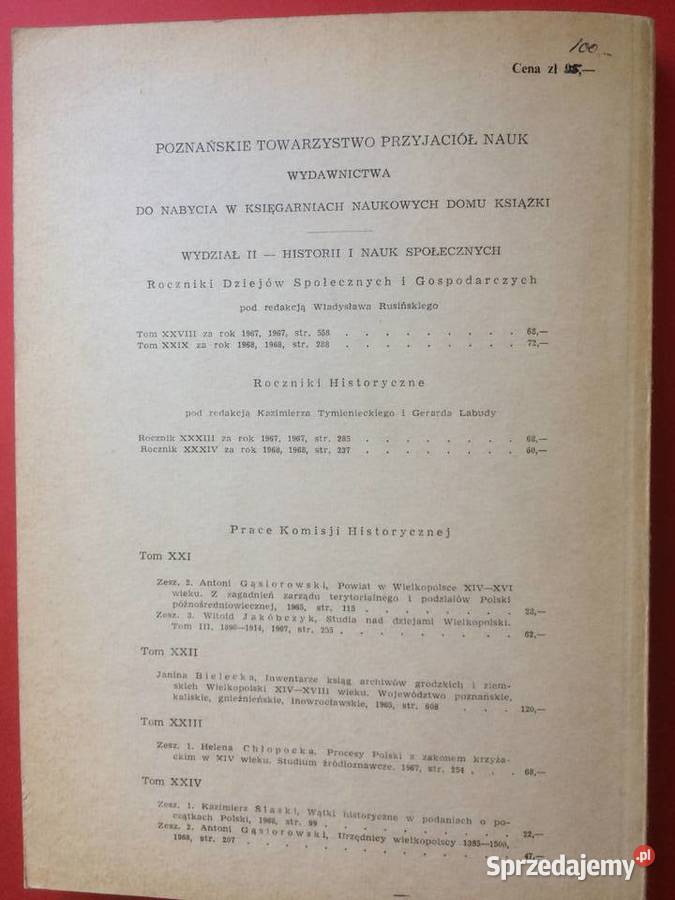 100,—
Cena zł 95,—
POZNAŃSKIE TOWARZYSTWO PRZYJACIÓŁ NAUK
WYDAWNICTWA
DO NABYCIA W KSIĘGARNIACH NAUKOWYCH DOMU KSIĄŻKI
WYDZIAŁ II — HISTORII I NAUK SPOŁECZNYCH
Roczniki Dziejów Społecznych i Gospodarczych
pod redakcją Władysława Rusińskiego
Tom XXVIII za rok 1967, 1967, str. 558 . . . . . . . . . 68,—
Tom XXIX za rok 1968, 1968, str. 288 . . . . . . . . . 72,—
Roczniki Historyczne
pod redakcją Kazimierza Tymienieckiego i Gerarda Labudy
Rocznik XXXIII za rok 1967, 1967, str. 285 . . . . . . . . 68,—
Rocznik XXXIV za rok 1968, 1968, str. 237 . . . . . . . . 60,—
Prace Komisji Historycznej
Tom XXI
Zesz. 2. Antoni Gąsiorowski, Powiat w Wielkopolsce XIV—XVI
wieku. Z zagadnień zarządu terytorialnego i podziałów Polski
późnośredniowiecznej, 1965, str. 115 . . . . . . . . 23,—
Zesz. 3. Witold Jakóbczyk, Studia nad dziejami Wielkopolski.
Tom III. 1890—1914, 1967, str. 255 . . . . . . . . . 62,—
Tom XXII
Janina Bielecka, Inwentarze ksiąg archiwów grodzkich i ziem-
skich Wielkopolski XIV—XVIII wieku. Województwo poznańskie,
kaliskie, gnieźnieńskie, inowrocławskie, 1965, str. 608 . . . 120,—
Tom XXIII
Zesz. 1. Helena Chłopocka, Procesy Polski z zakonem krzyża-
ckim w XIV wieku. Studium źródłoznawcze. 1967, str. 254 . . . 68,—
Tom XXIV
Zesz. 1. Kazimierz Ślaski, Wątki historyczne w podaniach o po-
czątkach Polski, 1968, str. 99 . . . . . . . . . 22,—
Zesz. 2. Antoni Gąsiorowski, Urzędnicy wielkopolscy 1385—1500,
1968, str. 207 . . . . . . . . . . . . 47,—
Sprzedajemy.pl